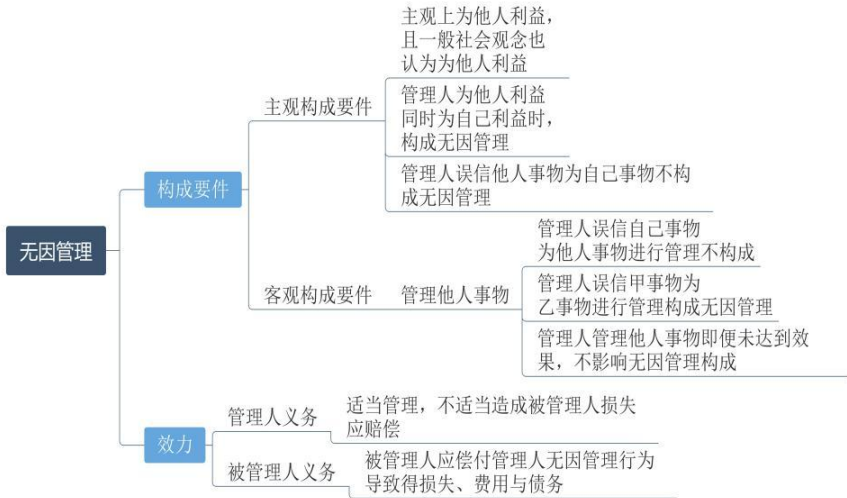 无因管理
构成要件
主观构成要件
主观上为他人利益，
且一般社会观念也
认为为他人利益
管理人为他人利益
同时为自己利益时，
构成无因管理
管理人误信他人事物为自己事物不构
成无因管理
客观构成要件
管理他人事物
管理人误信自己事物
为他人事物进行管理不构成
管理人误信甲事物为
乙事物进行管理构成无因管理
管理人管理他人事物即便未达到效
果，不影响无因管理构成
效力
管理人义务
适当管理，不适当造成被管理人损失
应赔偿
被管理人义务
被管理人应偿付管理人无因管理行为
导致得损失、费用与债务